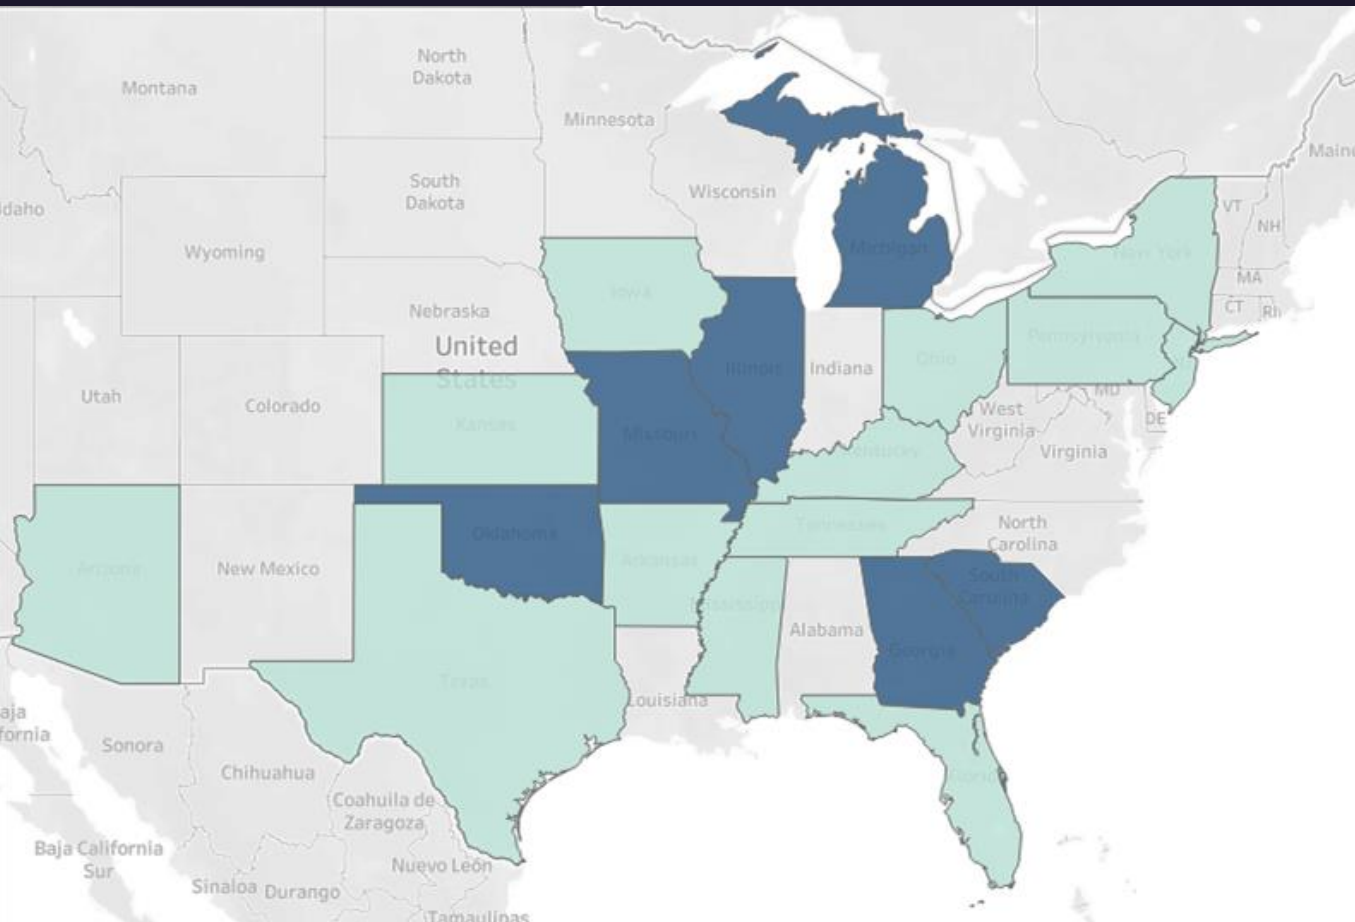 North
Dakota
Montana
Minnesota
Maine
South
Dakota
Wisconsin
VT
idaho
NH
Wyoming
Michigan
New York
MA
Iowa
CT
RI
Nebraska
United
States
Pennsylvania
Ohio
Illinois
Indiana
Utah
Colorado
MD
West
Virginia
DE
Kansas
Missouri
Kentucky
Virginia
Tennessee
North
Carolina
Oklahoma
Arkansas
Arizona
New Mexico
South
Carolina
Mississippi
Alabama
Georgia
Texas
Louisiana
aja
fornia
Sonora
Chihuahua
Florida
Coahuila de
Zaragoza
Baja California
Sur
Nuevo León
Sinaloa
Durango
Tamaulipas